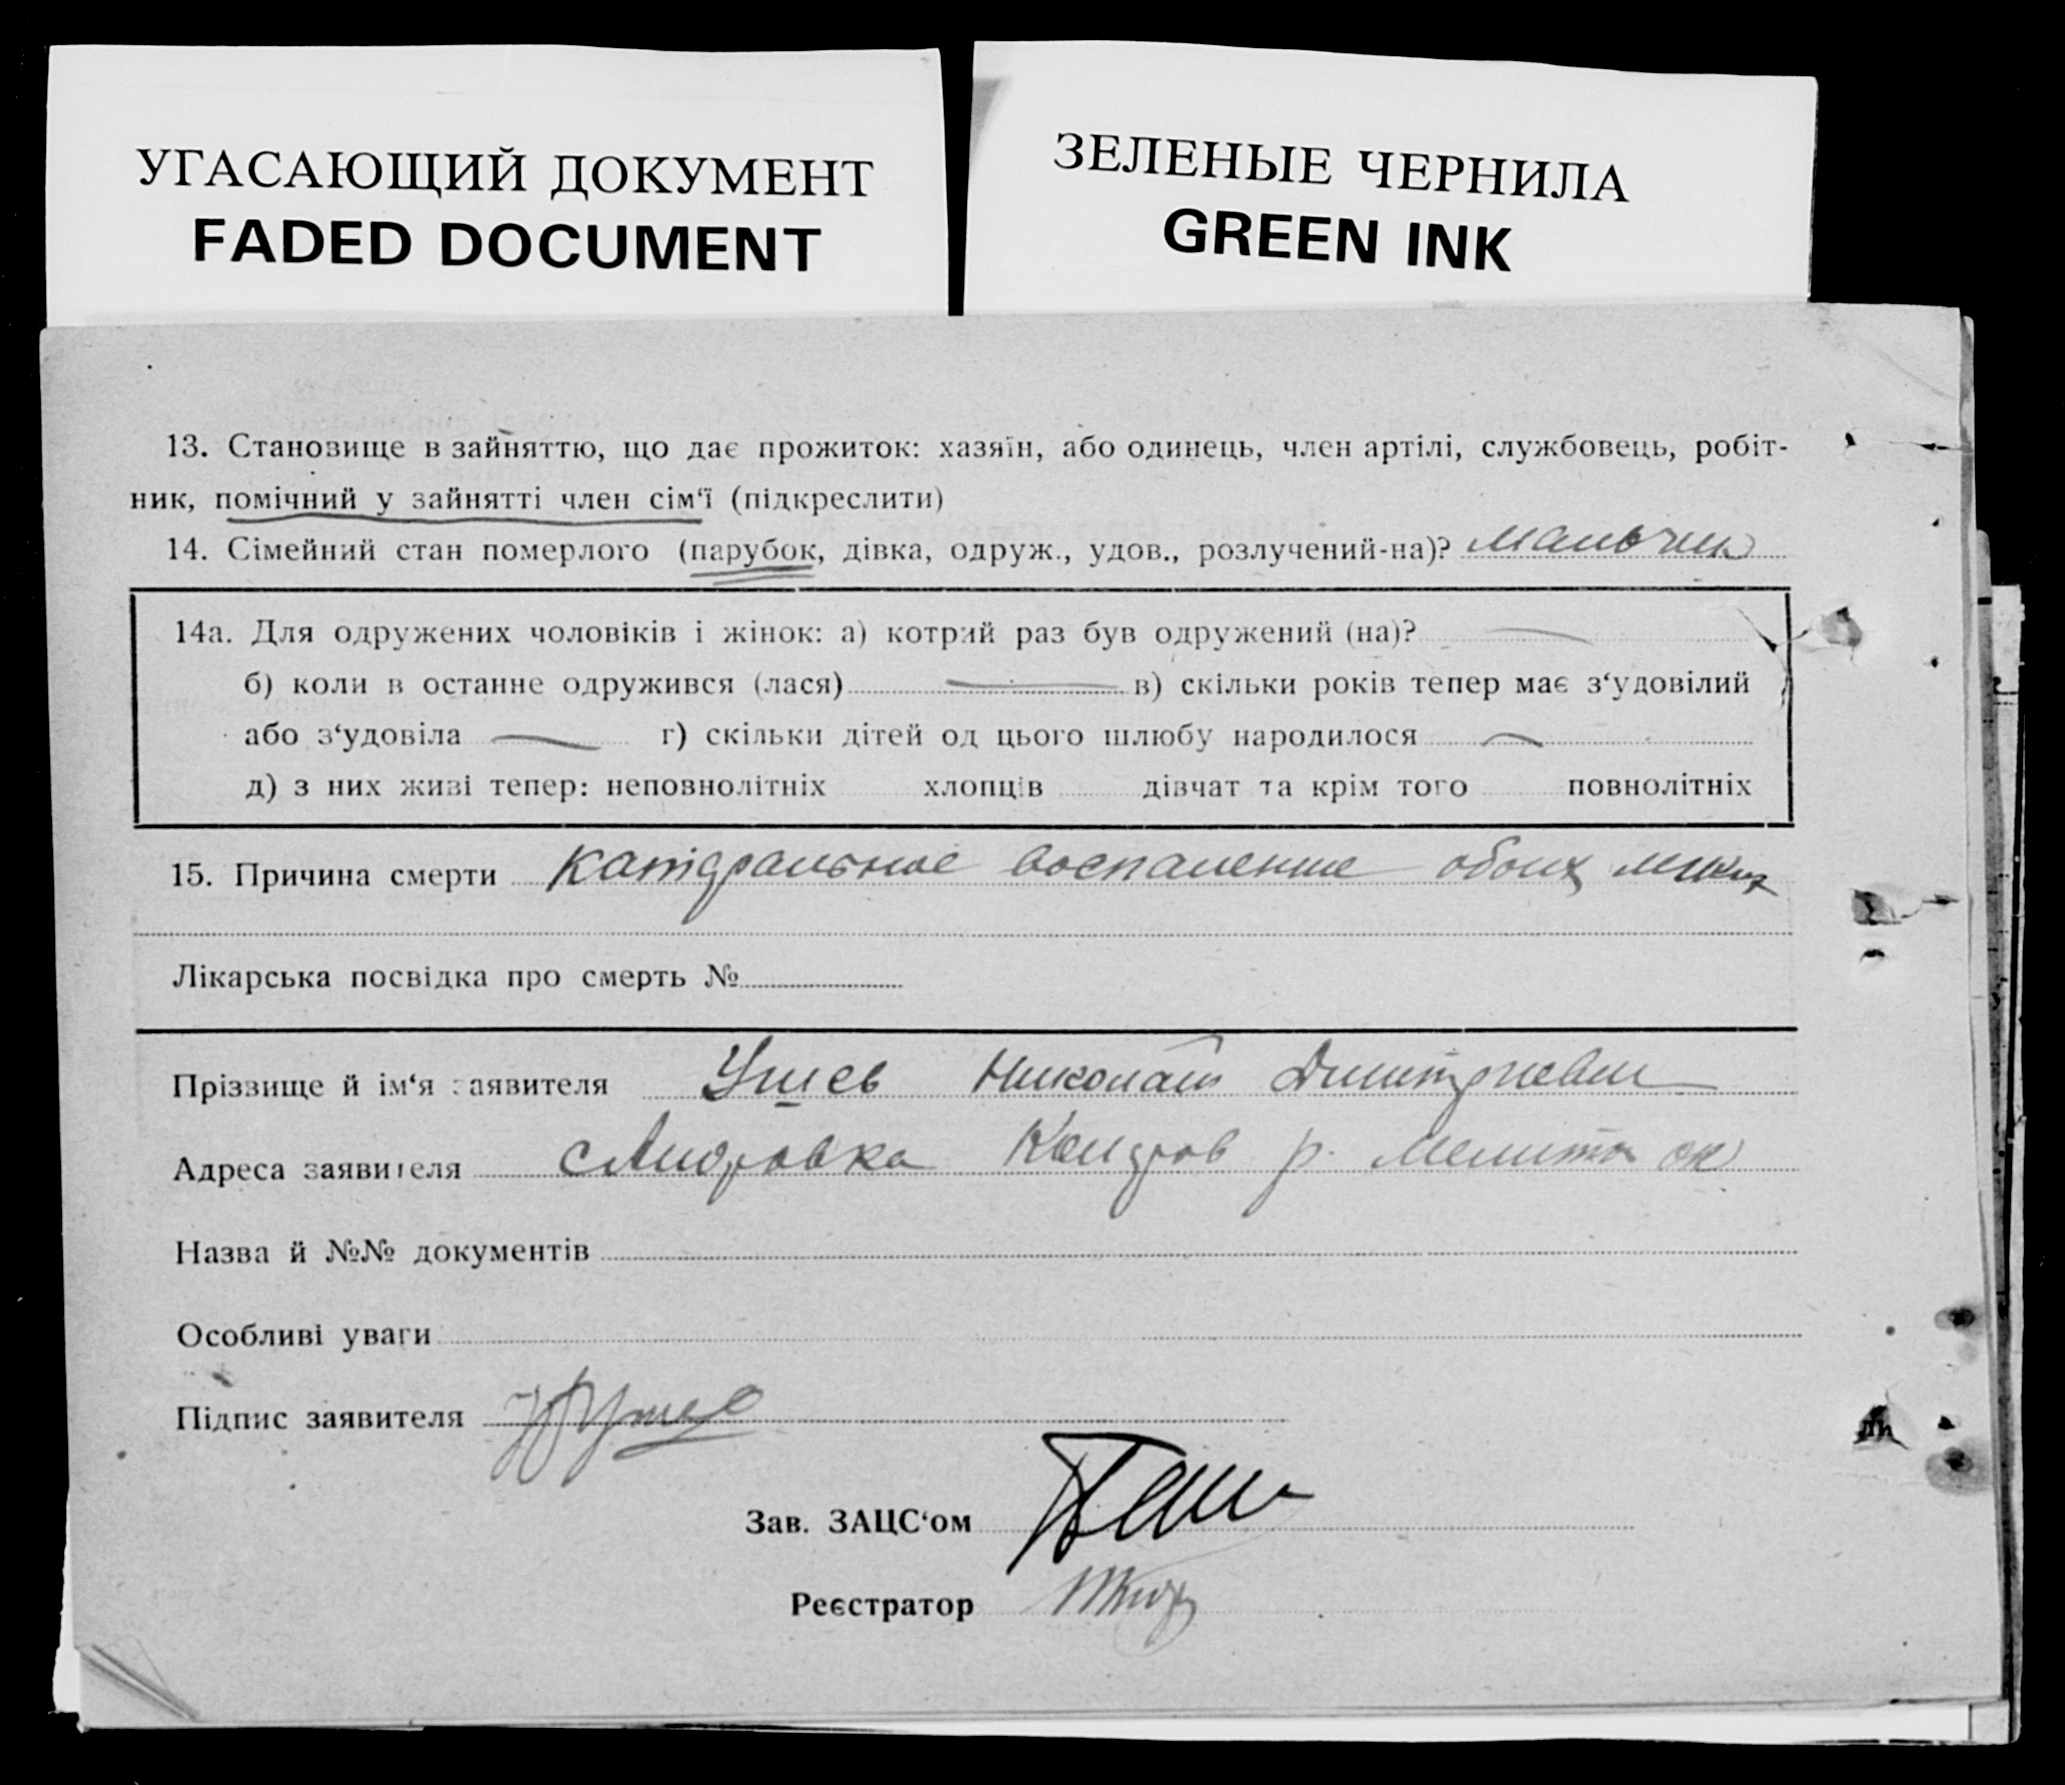 УГАСАЮЩИЙ ДОКУМЕНТ
FADED DOCUMENT
ЗЕЛЕНЫЕ ЧЕРНИЛА
GREEN INK
13. Становище в зайняттю, що дає прожиток: хазяїн, або одинець, член артілі, службовець, робіт-
ник, помічний у зайнятті член сім‘ї (підкреслити)
14. Сімейний стан померлого (парубок, дівка, одруж., удов., розлучений-на)? мальчик
14а. Для одружених чоловіків і жінок: а) котрий раз був одружений (на)?
б) коли в останне одружився (лася) в) скільки років тепер має з‘удовілий
або з‘удовіла г) скільки дітей од цього шлюбу народилося
д) з них живі тепер: неповнолітніх хлопців дівчат та крім того повнолітніх
15. Причина смерти воспаление обоих легких
Лікарська посвідка про смерть №
Прізвище й ім‘я заявителя Николай Дмитриевич
Адреса заявителя р. ок
Назва й №№ документів
Особливі уваги
Підпис заявителя
Зав. ЗАЦС‘ом
Реєстратор